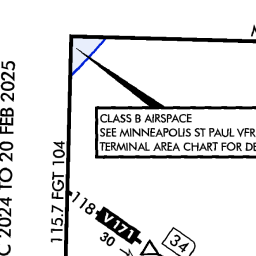 C 2024 TO 20 FEB 2025
CLASS B AIRSPACE
SEE MINNEAPOLIS ST PAUL VFR
TERMINAL AREA CHART FOR DE
115.7 FGT 104
118
V171
30
34